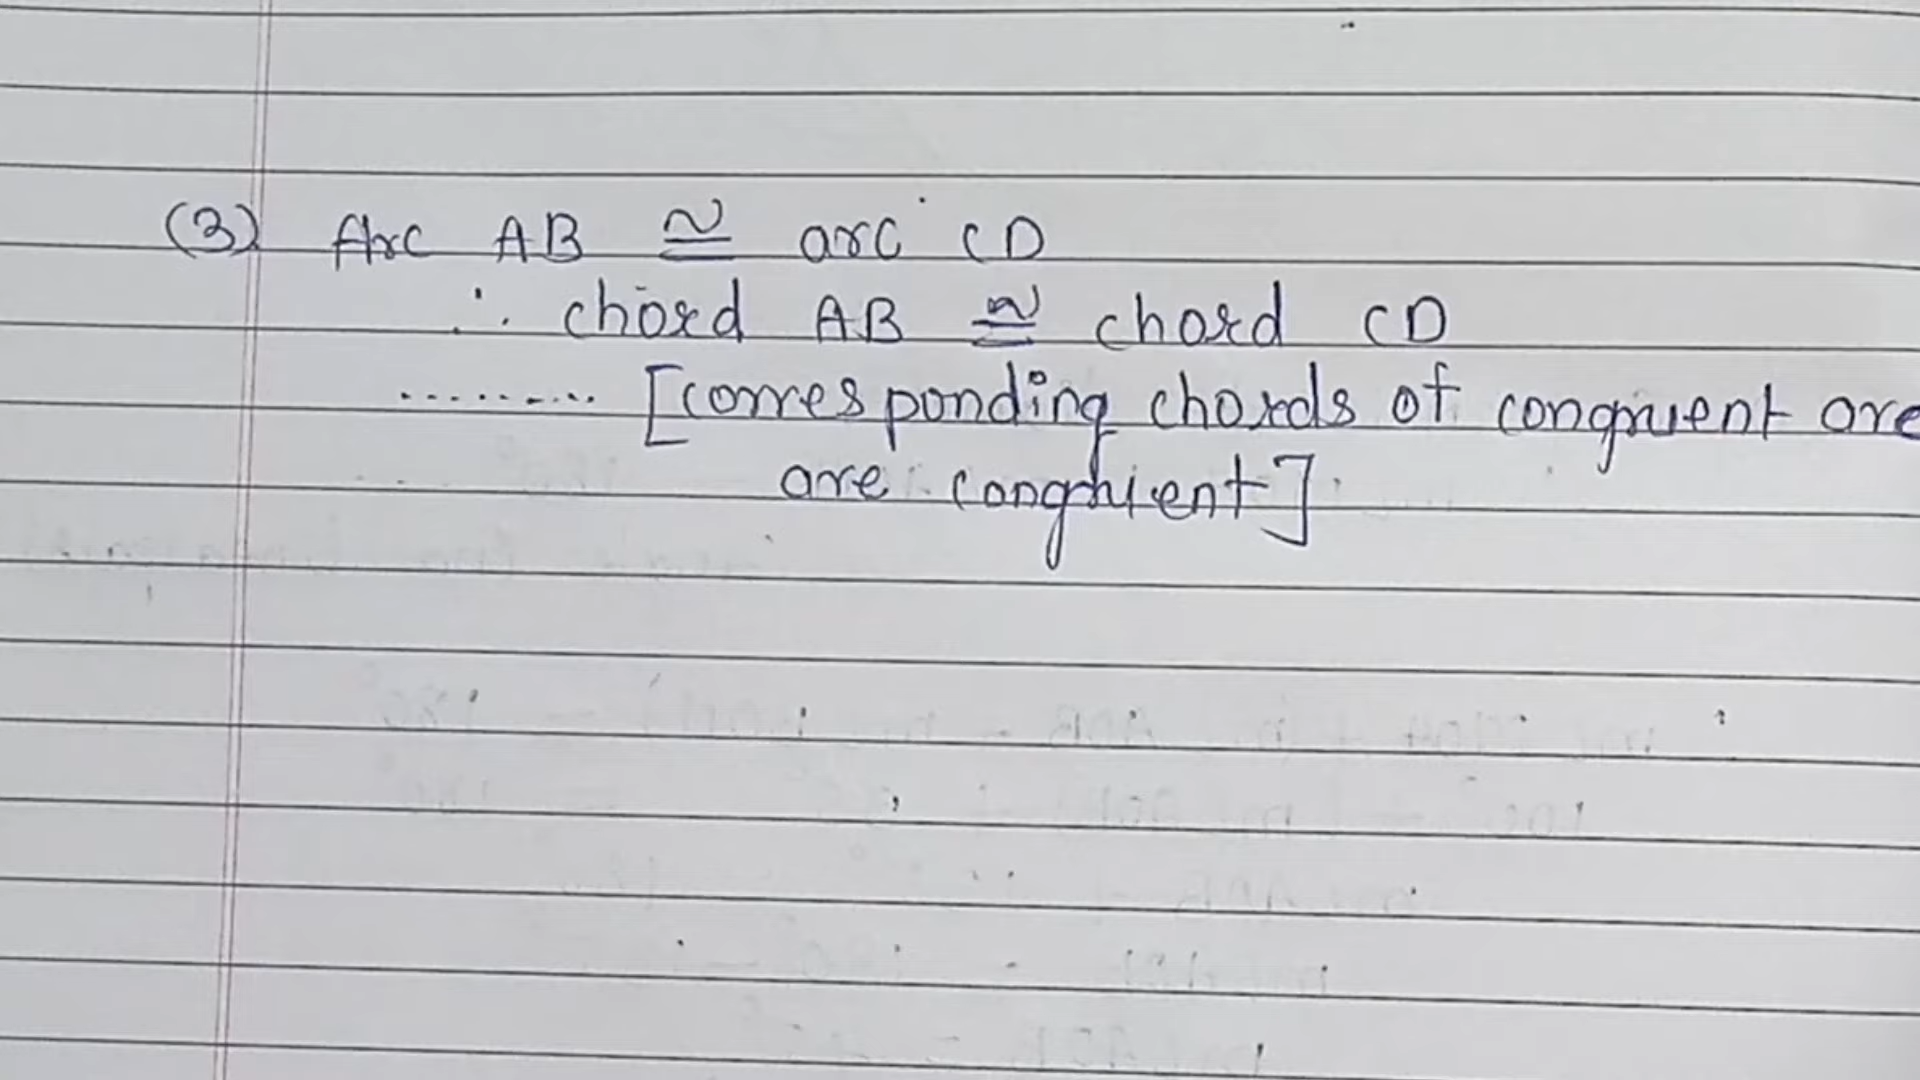 (3) Arc AB ≅ arc CD
∴ chord AB ≅ chord CD
......... [corresponding chords of congruent arc
are congruent]